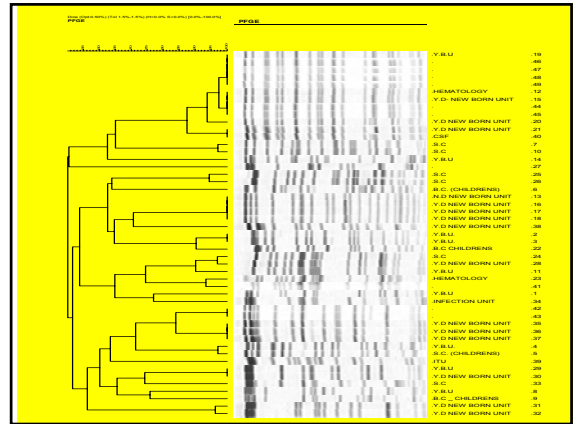 PFGE PFGE
.Y.B.U .19
. .46
. .47
. .48
. .49
.HEMATOLOGY .12
.Y.D- NEW BORN UNIT .15
. .44
. .45
.Y.D NEW BORN UNIT .20
.Y.D NEW BORN UNIT .21
.CSF .40
.S.C .7
.S.C .10
.Y.B.U .14
.27
.S.C .25
.S.C .26
.B.C. (CHILDRENS) .6
.N.D NEW BORN UNIT .13
.Y.D NEW BORN UNIT .16
.Y.D NEW BORN UNIT .17
.Y.D NEW BORN UNIT .18
.Y.D NEW BORN UNIT .38
.Y.B.U. .2
.Y.B.U. .3
.B.C CHILDRENS .22
.S.C .24
.Y.D NEW BORN UNIT .28
.Y.B.U .11
.HEMATOLOGY .23
. .41
.Y.B.U .1
.INFECTION UNIT .34
. .42
. .43
.Y.D NEW BORN UNIT .35
.Y.D NEW BORN UNIT .36
.Y.D NEW BORN UNIT .37
.Y.B.U. .4
.S.C. (CHILDRENS) .5
.ITU .39
.Y.B.U .29
.Y.D NEW BORN UNIT .30
.S.C .33
.Y.B.U .8
.B.C _ CHILDRENS .9
.Y.D NEW BORN UNIT .31
.Y.D NEW BORN UNIT .32